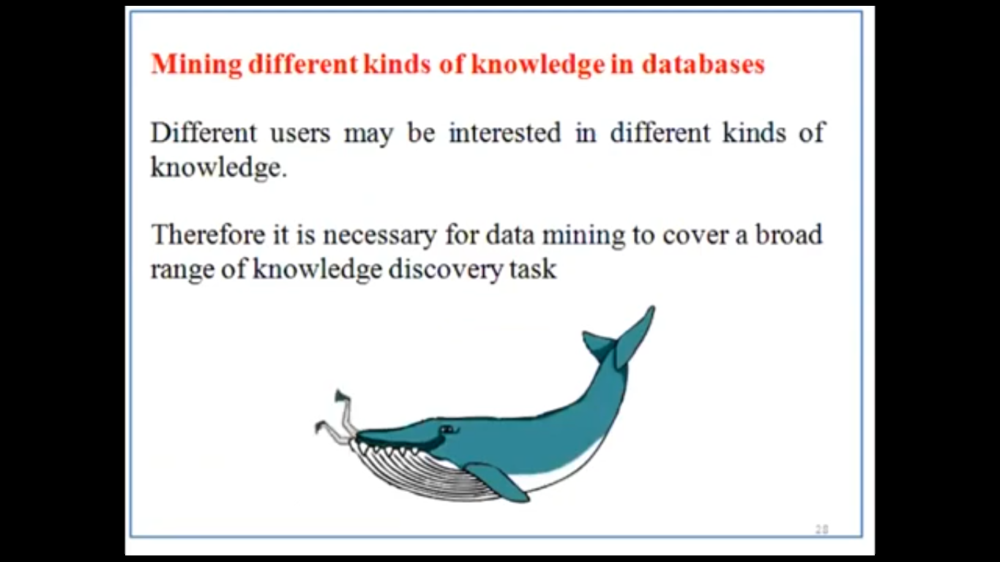 Mining different kinds of knowledge in databases
Different users may be interested in different kinds of
knowledge.
Therefore it is necessary for data mining to cover a broad
range of knowledge discovery task
28